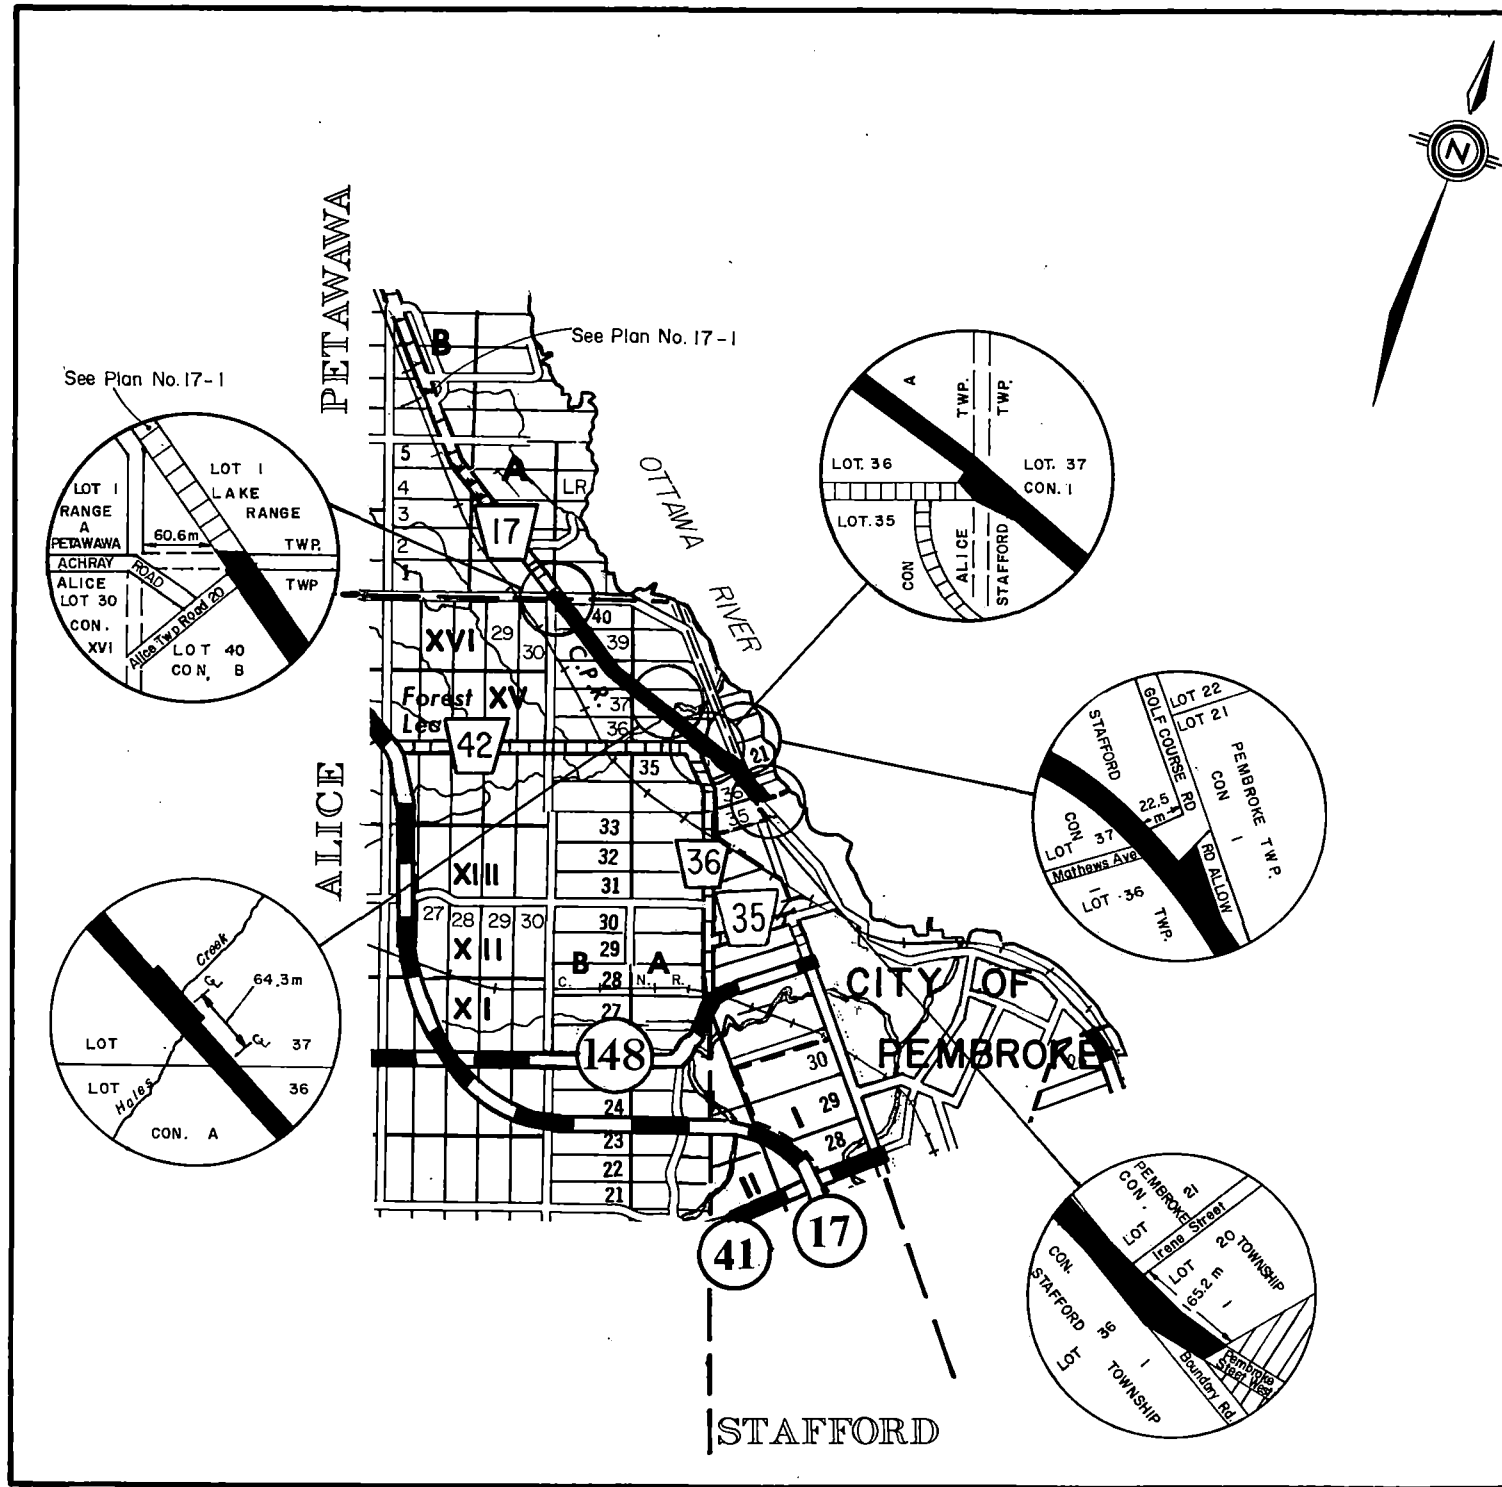 N
PETAWAWA
See Plan No. 17-1
B
See Plan No. 17-1
5
4
3
2
1
A
LR
17
OTTAWA
RIVER
LOT 1
LAKE
RANGE
LOT 1
RANGE
A
PETAWAWA
60.6m
TWP.
ACHRAY
ROAD
ALICE
LOT 30
CON.
XVI
TWP
Alice Twp Road 20
LOT 40
CON. B
A
TWP.
TWP.
LOT. 36
LOT. 37
CON. 1
LOT. 35
CON
ALICE
STAFFORD
XVI
29
30
40
39
C.P.R.
37
36
Forest
Lea
XV
42
35
21
36
35
ALICE
33
32
31
XIII
36
35
27
28
29
30
30
29
28
27
XII
XI
B
A
C.
N.
R.
148
24
23
22
21
30
29
28
I
II
CITY OF
PEMBROKE
41
17
STAFFORD
STAFFORD
GOLF COURSE RD
LOT 22
LOT 21
PEMBROKE TWP.
CON 1
22.5
m
CON
LOT 37
Mathews Ave
1
LOT 36
TWP.
RD ALLOW
Creek
64.3m
LOT
37
LOT
36
Hales
CON. A
PEMBROKE
CON.
LOT
21
Irene Street
LOT
20
TOWNSHIP
65.2 m
1
CON.
STAFFORD
LOT
36
1
TOWNSHIP
Boundary Rd.
Pembroke
Street West